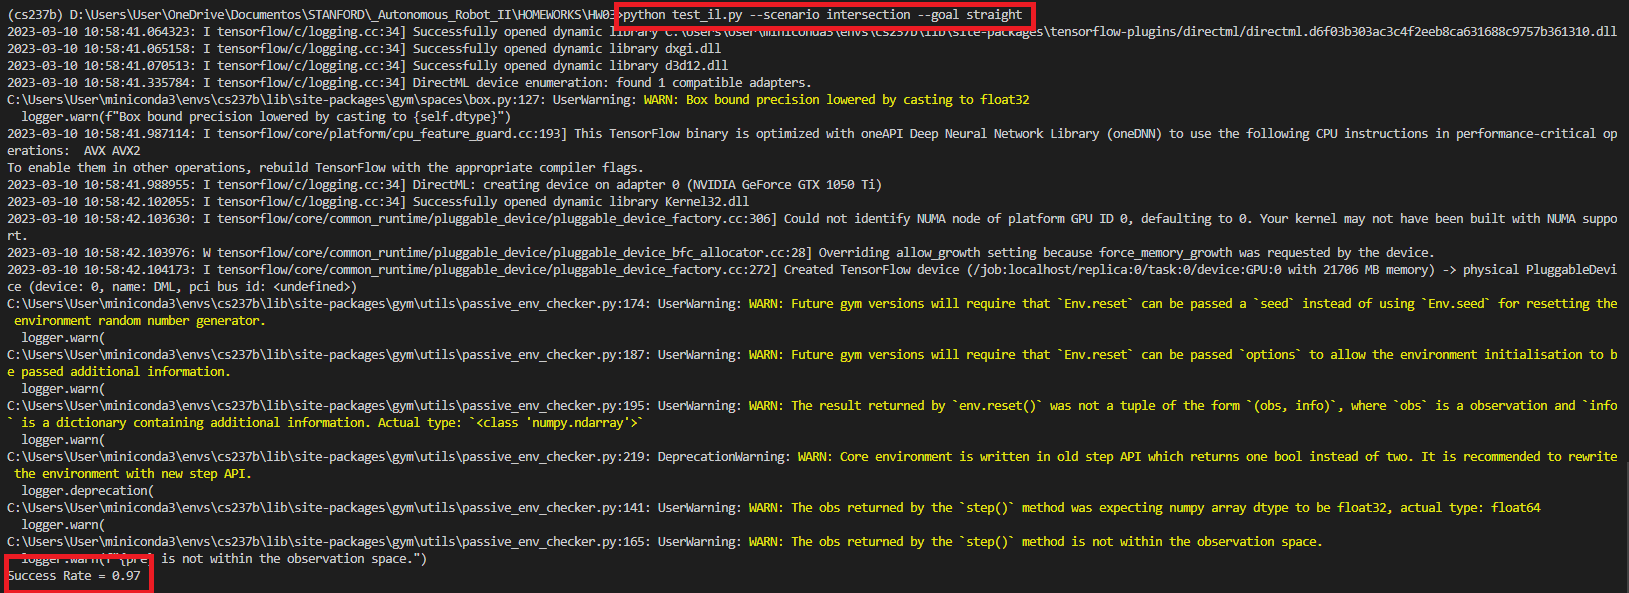 (cs237b) D:\Users\User\OneDrive\Documentos\STANFORD\_Autonomous_Robot_II\HOMEWORKS\HW03>python test_il.py --scenario intersection --goal straight
2023-03-10 10:58:41.064323: I tensorflow/c/logging.cc:34] Successfully opened dynamic library C:\Users\User\miniconda3\envs\cs237b\lib\site-packages\tensorflow-plugins/directml/directml.d6f03b303ac3c4f2eeb8ca631688c9757b361310.dll
2023-03-10 10:58:41.065158: I tensorflow/c/logging.cc:34] Successfully opened dynamic library dxgi.dll
2023-03-10 10:58:41.070513: I tensorflow/c/logging.cc:34] Successfully opened dynamic library d3d12.dll
2023-03-10 10:58:41.335784: I tensorflow/c/logging.cc:34] DirectML device enumeration: found 1 compatible adapters.
C:\Users\User\miniconda3\envs\cs237b\lib\site-packages\gym\spaces\box.py:127: UserWarning: WARN: Box bound precision lowered by casting to float32
  logger.warn(f"Box bound precision lowered by casting to {self.dtype}")
2023-03-10 10:58:41.987114: I tensorflow/core/platform/cpu_feature_guard.cc:193] This TensorFlow binary is optimized with oneAPI Deep Neural Network Library (oneDNN) to use the following CPU instructions in performance-critical op
erations:  AVX AVX2
To enable them in other operations, rebuild TensorFlow with the appropriate compiler flags.
2023-03-10 10:58:41.988955: I tensorflow/c/logging.cc:34] DirectML: creating device on adapter 0 (NVIDIA GeForce GTX 1050 Ti)
2023-03-10 10:58:42.102055: I tensorflow/c/logging.cc:34] Successfully opened dynamic library Kernel32.dll
2023-03-10 10:58:42.103630: I tensorflow/core/common_runtime/pluggable_device/pluggable_device_factory.cc:306] Could not identify NUMA node of platform GPU ID 0, defaulting to 0. Your kernel may not have been built with NUMA suppo
rt.
2023-03-10 10:58:42.103976: W tensorflow/core/common_runtime/pluggable_device/pluggable_device_bfc_allocator.cc:28] Overriding allow_growth setting because force_memory_growth was requested by the device.
2023-03-10 10:58:42.104173: I tensorflow/core/common_runtime/pluggable_device/pluggable_device_factory.cc:272] Created TensorFlow device (/job:localhost/replica:0/task:0/device:GPU:0 with 21706 MB memory) -> physical PluggableDevi
ce (device: 0, name: DML, pci bus id: <undefined>)
C:\Users\User\miniconda3\envs\cs237b\lib\site-packages\gym\utils\passive_env_checker.py:174: UserWarning: WARN: Future gym versions will require that `Env.reset` can be passed a `seed` instead of using `Env.seed` for resetting the
 environment random number generator.
  logger.warn(
C:\Users\User\miniconda3\envs\cs237b\lib\site-packages\gym\utils\passive_env_checker.py:187: UserWarning: WARN: Future gym versions will require that `Env.reset` can be passed `options` to allow the environment initialisation to b
e passed additional information.
  logger.warn(
C:\Users\User\miniconda3\envs\cs237b\lib\site-packages\gym\utils\passive_env_checker.py:195: UserWarning: WARN: The result returned by `env.reset()` was not a tuple of the form `(obs, info)`, where `obs` is a observation and `info
` is a dictionary containing additional information. Actual type: `<class 'numpy.ndarray'>`
  logger.warn(
C:\Users\User\miniconda3\envs\cs237b\lib\site-packages\gym\utils\passive_env_checker.py:219: DeprecationWarning: WARN: Core environment is written in old step API which returns one bool instead of two. It is recommended to rewrite
 the environment with new step API.
  logger.deprecation(
C:\Users\User\miniconda3\envs\cs237b\lib\site-packages\gym\utils\passive_env_checker.py:141: UserWarning: WARN: The obs returned by the `step()` method was expecting numpy array dtype to be float32, actual type: float64
  logger.warn(
C:\Users\User\miniconda3\envs\cs237b\lib\site-packages\gym\utils\passive_env_checker.py:165: UserWarning: WARN: The obs returned by the `step()` method is not within the observation space.
  logger.warn(f"{pre} is not within the observation space.")
Success Rate = 0.97